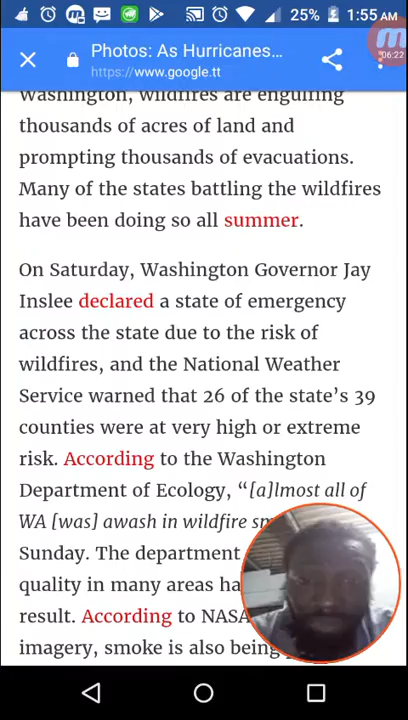 25% 1:55 AM
Photos: As Hurricanes...
https://www.google.tt
06:22
Washington, wildfires are engulfing
thousands of acres of land and
prompting thousands of evacuations.
Many of the states battling the wildfires
have been doing so all summer.
On Saturday, Washington Governor Jay
Inslee declared a state of emergency
across the state due to the risk of
wildfires, and the National Weather
Service warned that 26 of the state’s 39
counties were at very high or extreme
risk. According to the Washington
Department of Ecology, “[a]lmost all of
WA [was] awash in wildfire
Sunday. The department
quality in many areas
result. According to NASA
imagery, smoke is also being